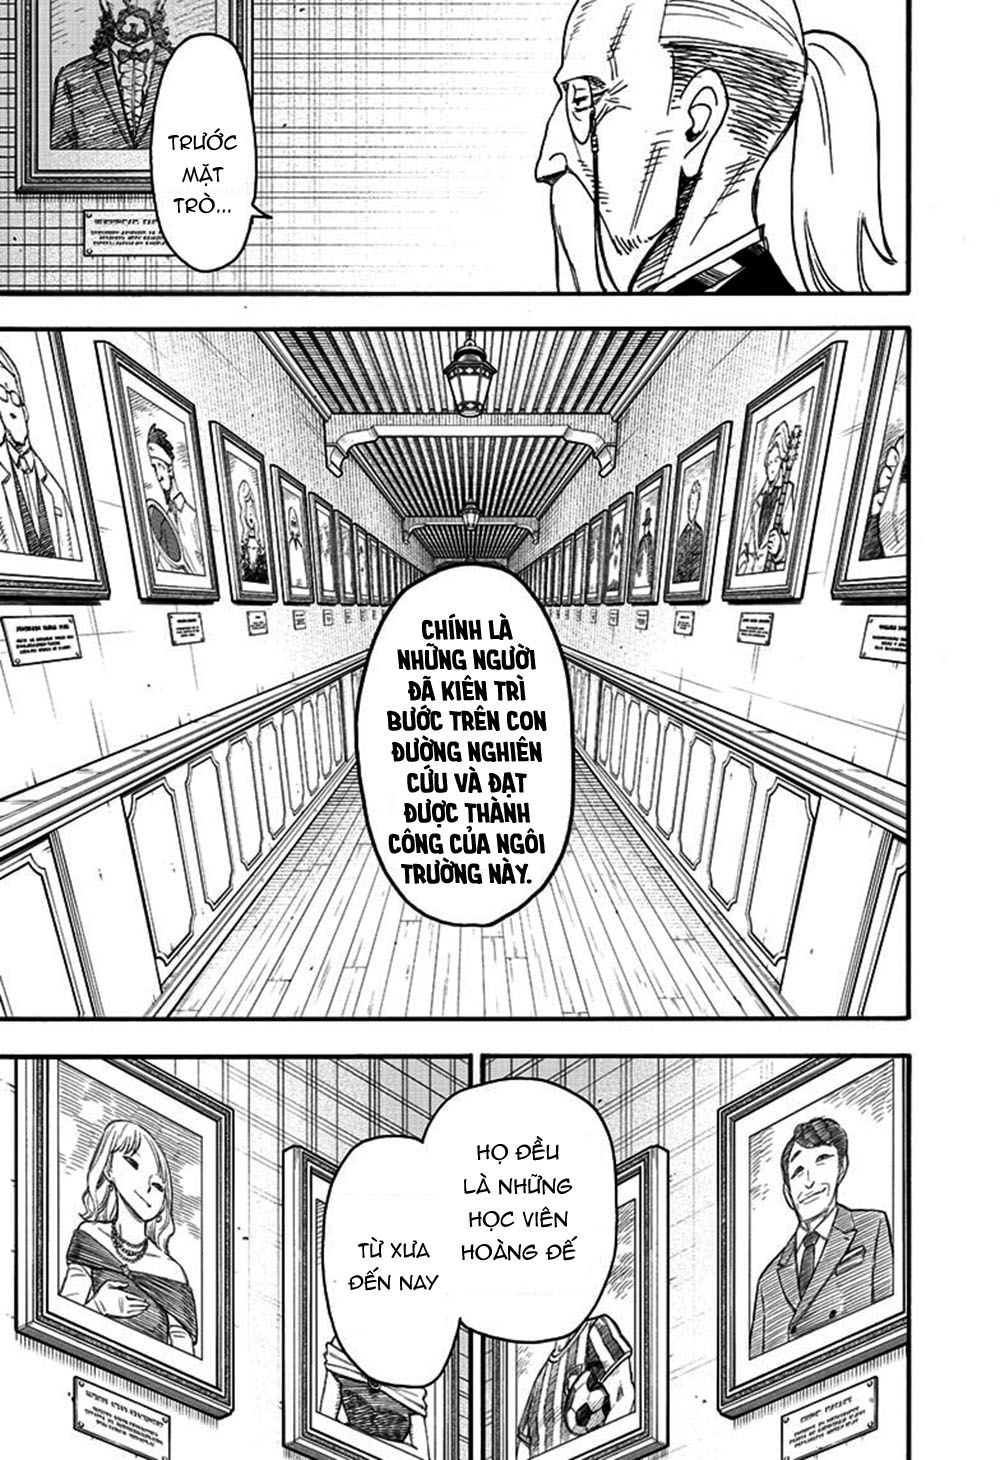 TRƯỚC
MẶT
TRÒ...
CHÍNH LÀ
NHỮNG NGƯỜI
ĐÃ KIÊN TRÌ
BƯỚC TRÊN CON
ĐƯỜNG NGHIÊN
CỨU VÀ ĐẠT
ĐƯỢC THÀNH
CÔNG CỦA NGÔI
TRƯỜNG NÀY.
HỌ ĐỀU
LÀ NHỮNG
HỌC VIÊN
HOÀNG ĐẾ
TỪ XƯA
ĐẾN NAY